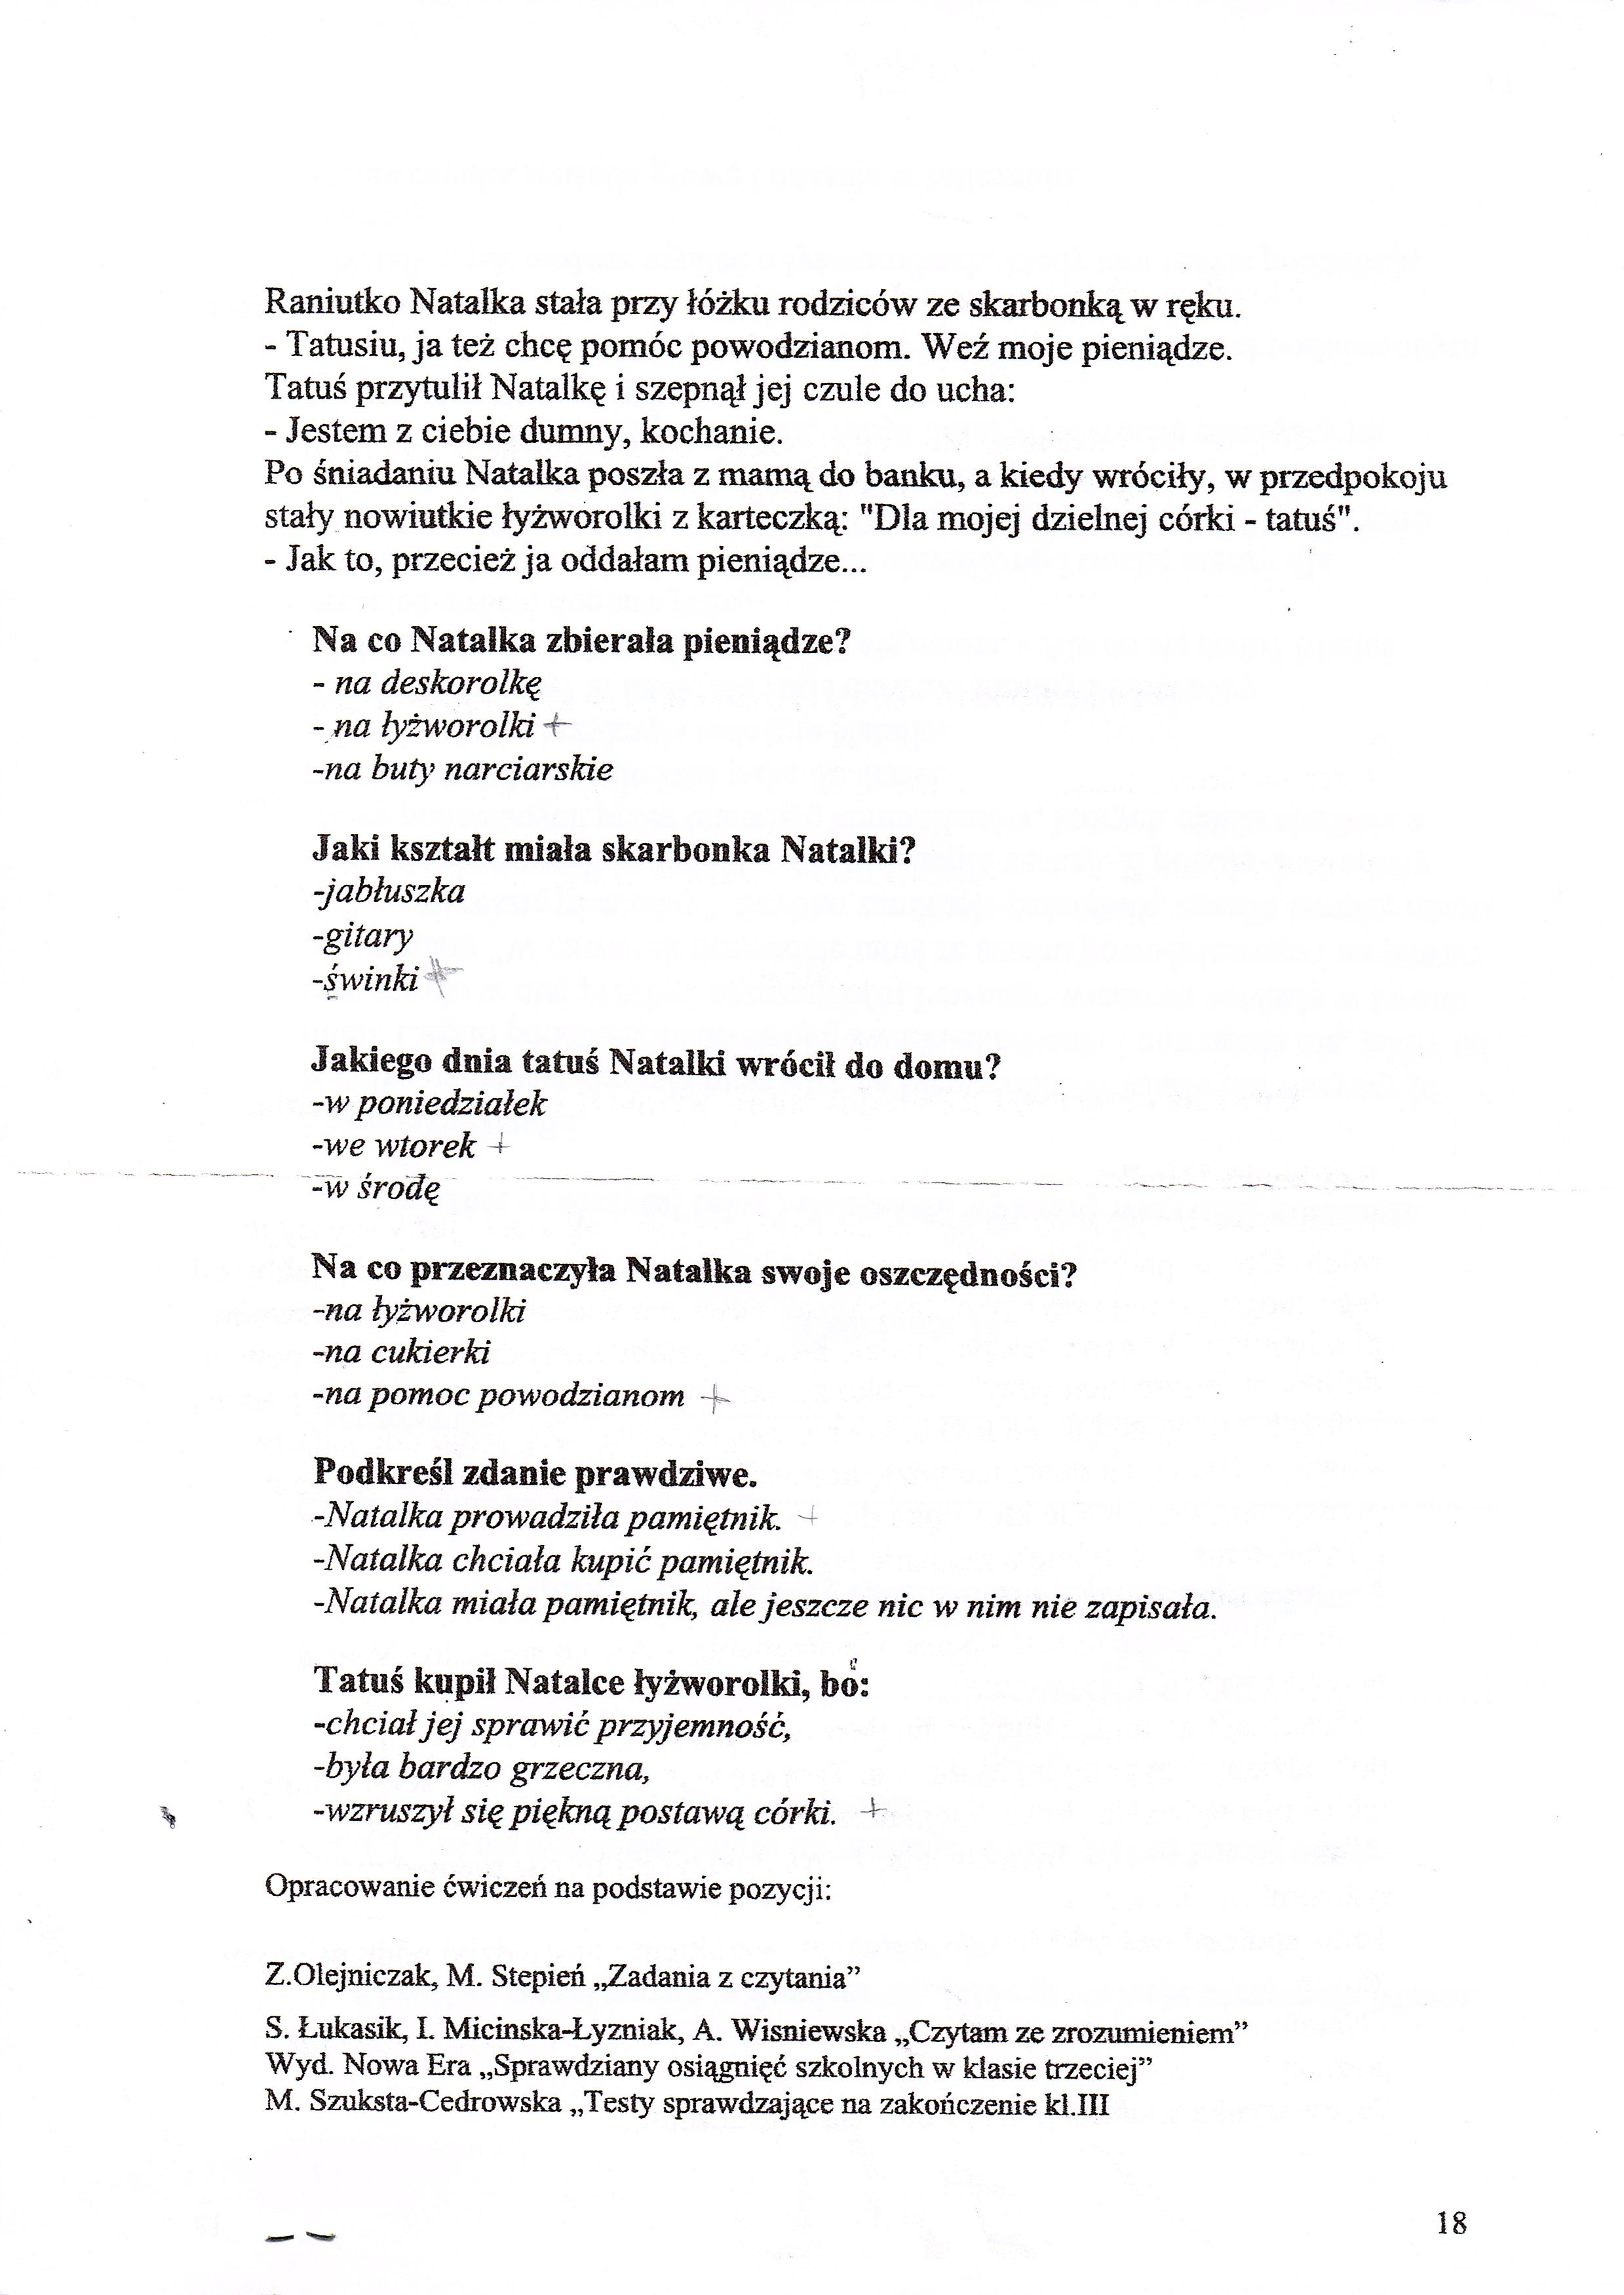 Raniutko Natalka stała przy łóżku rodziców ze skarbonką w ręku.
- Tatusiu, ja też chcę pomóc powodzianom. Weź moje pieniądze.
Tatuś przytulił Natalkę i szepnął jej czule do ucha:
- Jestem z ciebie dumny, kochanie.
Po śniadaniu Natalka poszła z mamą do banku, a kiedy wróciły, w przedpokoju
stały nowiutkie łyżworolki z karteczką: "Dla mojej dzielnej córki - tatuś".
- Jak to, przecież ja oddałam pieniądze...
Na co Natalka zbierała pieniądze?
- na deskorolkę
- na łyżworolki +
-na buty narciarskie
Jaki kształt miała skarbonka Natalki?
-jabłuszka
-gitary
-świnki +
Jakiego dnia tatuś Natalki wrócił do domu?
-w poniedziałek
-we wtorek +
-w środę
Na co przeznaczyła Natalka swoje oszczędności?
-na łyżworolki
-na cukierki
-na pomoc powodzianom +
Podkreśl zdanie prawdziwe.
-Natalka prowadziła pamiętnik. +
-Natalka chciała kupić pamiętnik.
-Natalka miała pamiętnik, ale jeszcze nic w nim nie zapisała.
Tatuś kupił Natalce łyżworolki, bo:
-chciał jej sprawić przyjemność,
-była bardzo grzeczna,
-wzruszył się piękną postawą córki. +
Opracowanie ćwiczeń na podstawie pozycji:
Z.Olejniczak, M. Stepień „Zadania z czytania”
S. Łukasik, I. Micinska-Łyzniak, A. Wisniewska „Czytam ze zrozumieniem”
Wyd. Nowa Era „Sprawdziany osiągnięć szkolnych w klasie trzeciej”
M. Szuksta-Cedrowska „Testy sprawdzające na zakończenie kl.III
18